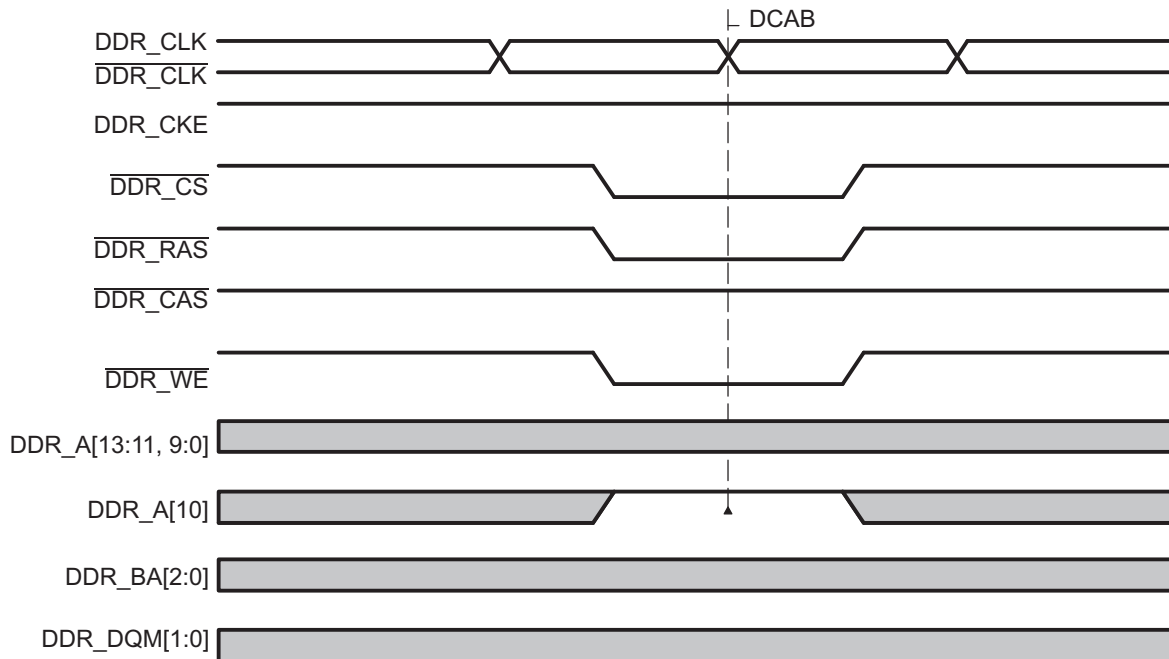 DCAB
DDR_CLK
DDR_CLK
DDR_CKE
DDR_CS
DDR_RAS
DDR_CAS
DDR_WE
DDR_A[13:11, 9:0]
DDR_A[10]
DDR_BA[2:0]
DDR_DQM[1:0]